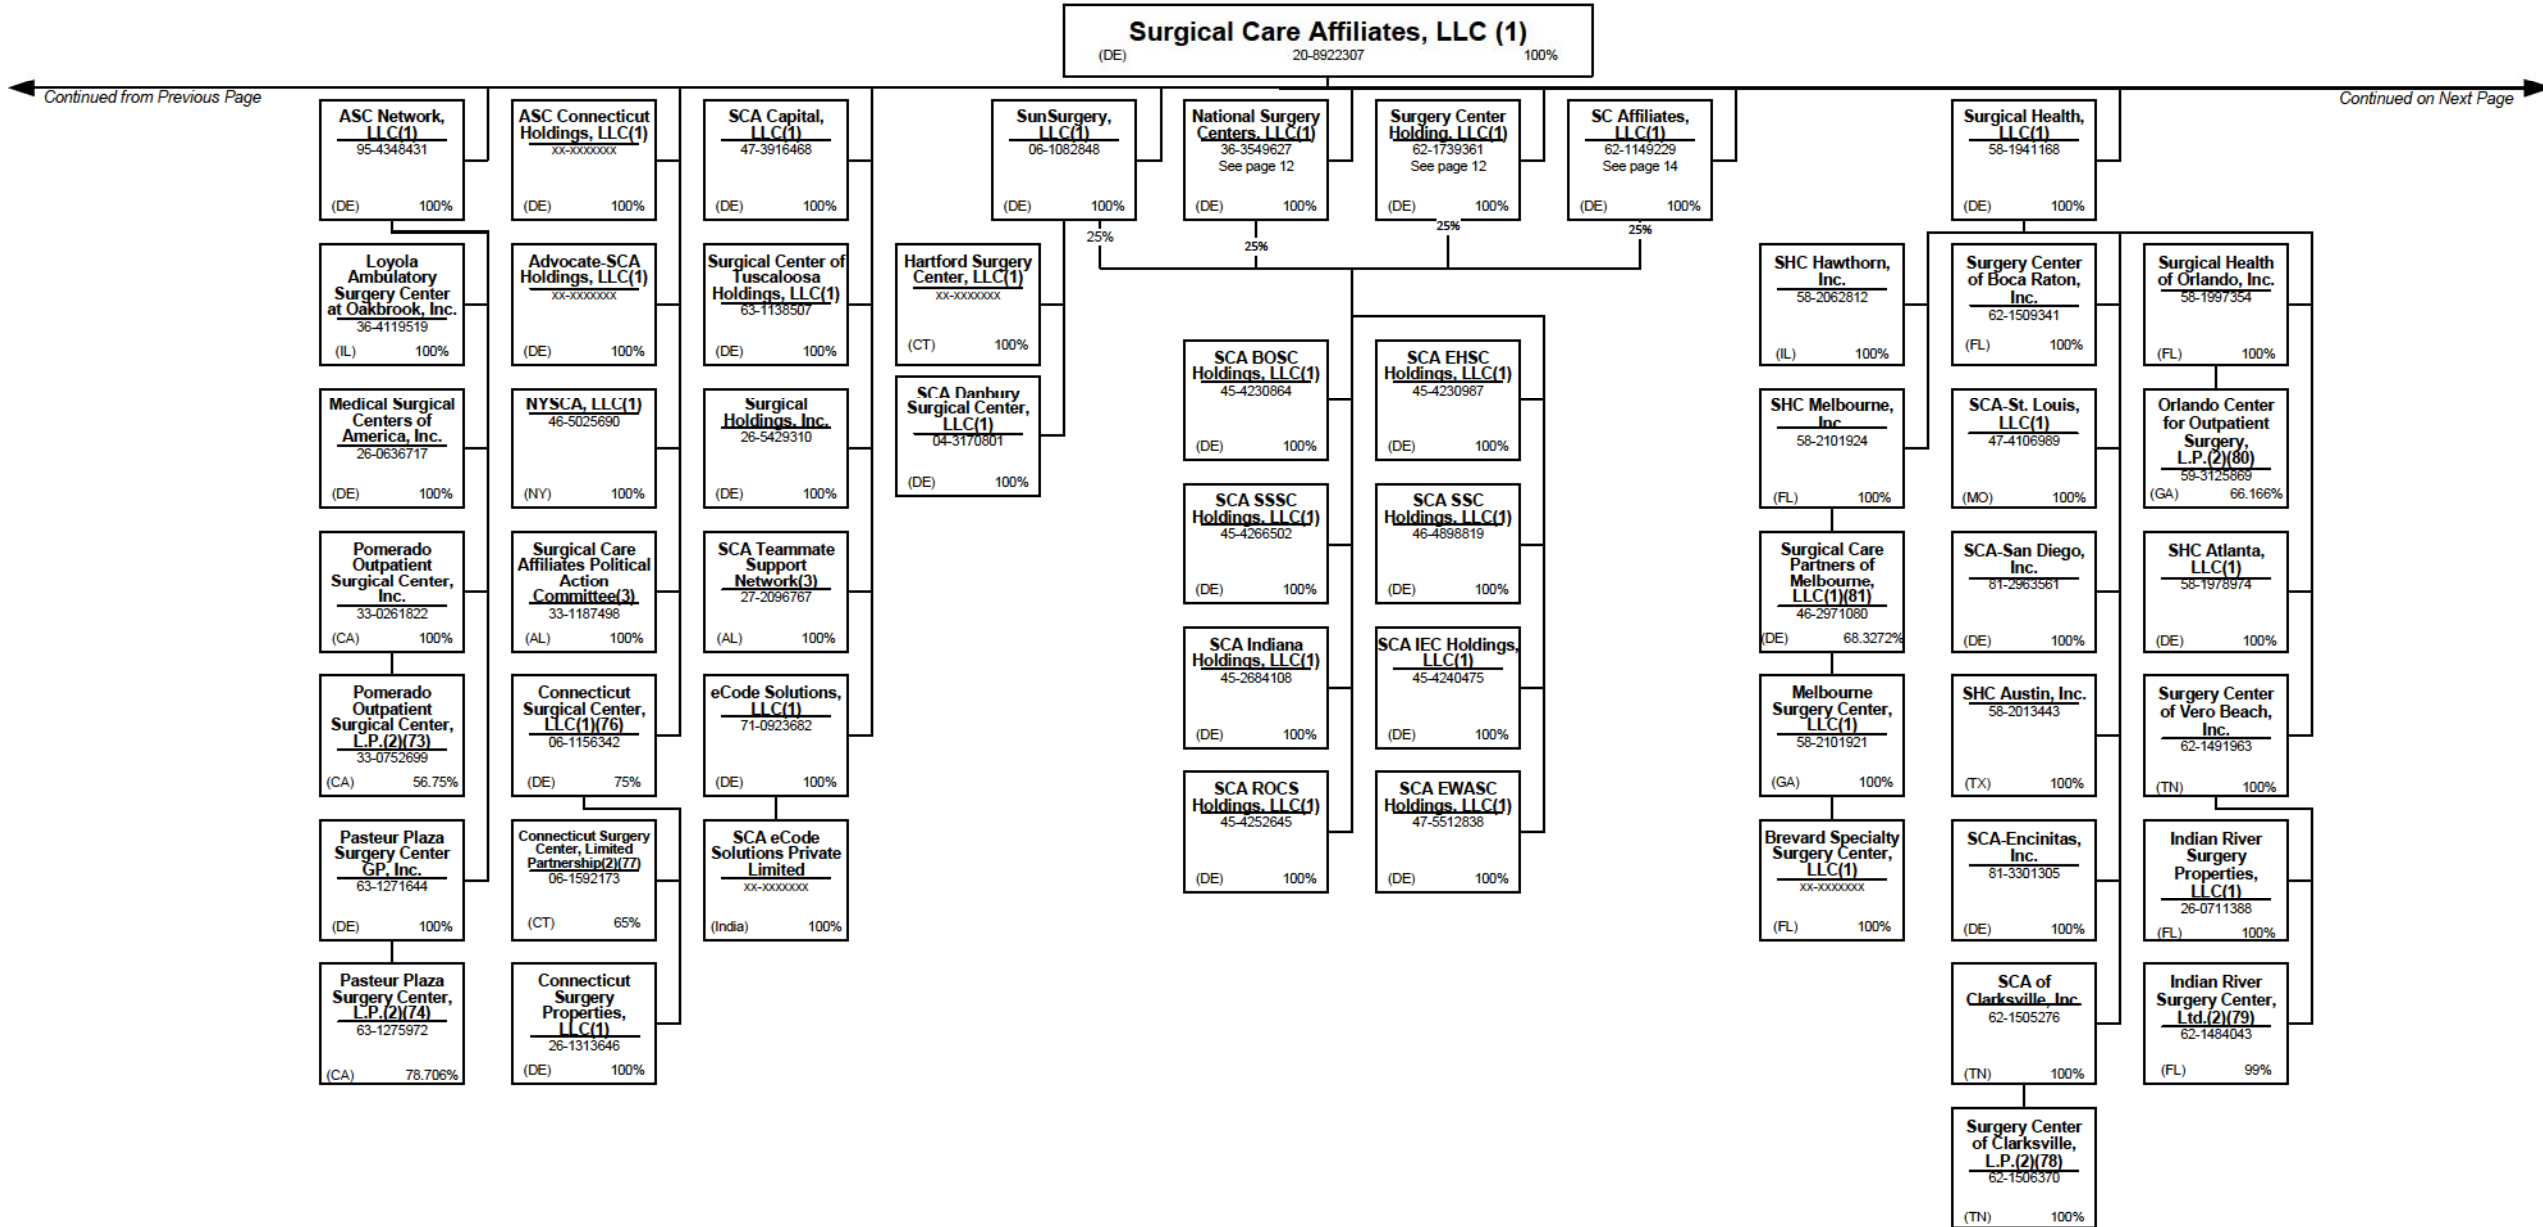 Surgical Care Affiliates, LLC (1)
(DE) 20-8922307 100%
Continued from Previous Page
Continued on Next Page
ASC Network,
LLC(1)
95-4348431
(DE) 100%
Loyola
Ambulatory
Surgery Center
at Oakbrook, Inc.
36-4119519
(IL) 100%
Medical Surgical
Centers of
America, Inc.
26-0636717
(DE) 100%
Pomerado
Outpatient
Surgical Center,
Inc.
33-0261822
(CA) 100%
Pomerado
Outpatient
Surgical Center,
L.P.(2)(73)
33-0752699
(CA) 56.75%
Pasteur Plaza
Surgery Center
GP, Inc.
63-1271644
(DE) 100%
Pasteur Plaza
Surgery Center,
L.P.(2)(74)
63-1275972
(CA) 78.706%
ASC Connecticut
Holdings, LLC(1)
xx-xxxxxxx
(DE) 100%
Advocate-SCA
Holdings, LLC(1)
xx-xxxxxxx
(DE) 100%
NYSCA, LLC(1)
46-5025690
(NY) 100%
Surgical Care
Affiliates Political
Action
Committee(3)
33-1187498
(AL) 100%
Connecticut
Surgical Center,
LLC(1)(76)
06-1156342
(DE) 75%
Connecticut Surgery
Center, Limited
Partnership(2)(77)
06-1592173
(CT) 65%
Connecticut
Surgery
Properties,
LLC(1)
26-1313646
(DE) 100%
SCA Capital,
LLC(1)
47-3916468
(DE) 100%
Surgical Center of
Tuscaloosa
Holdings, LLC(1)
63-1138507
(DE) 100%
Surgical
Holdings, Inc.
26-5429310
(DE) 100%
SCA Teammate
Support
Network(3)
27-2096767
(AL) 100%
eCode Solutions,
LLC(1)
71-0923682
(DE) 100%
SCA eCode
Solutions Private
Limited
xx-xxxxxxx
(India) 100%
SunSurgery,
LLC(1)
06-1082848
(DE) 100%
25%
Hartford Surgery
Center, LLC(1)
xx-xxxxxxx
(CT) 100%
SCA Danbury
Surgical Center,
LLC(1)
04-3170801
(DE) 100%
National Surgery
Centers, LLC(1)
36-3549627
See page 12
(DE) 100%
25%
Surgery Center
Holding, LLC(1)
62-1739361
See page 12
(DE) 100%
25%
SC Affiliates,
LLC(1)
62-1149229
See page 14
(DE) 100%
25%
SCA BOSC
Holdings, LLC(1)
45-4230864
(DE) 100%
SCA SSSC
Holdings, LLC(1)
45-4266502
(DE) 100%
SCA Indiana
Holdings, LLC(1)
45-2684108
(DE) 100%
SCA ROCS
Holdings, LLC(1)
45-4252645
(DE) 100%
SCA EHSC
Holdings, LLC(1)
45-4230987
(DE) 100%
SCA SSC
Holdings, LLC(1)
46-4898819
(DE) 100%
SCA IEC Holdings,
LLC(1)
45-4240475
(DE) 100%
SCA EWASC
Holdings, LLC(1)
47-5512838
(DE) 100%
Surgical Health,
LLC(1)
58-1941168
(DE) 100%
SHC Hawthorn,
Inc.
58-2062812
(IL) 100%
SHC Melbourne,
Inc
58-2101924
(FL) 100%
Surgical Care
Partners of
Melbourne,
LLC(1)(81)
46-2971080
(DE) 68.3272%
Melbourne
Surgery Center,
LLC(1)
58-2101921
(GA) 100%
Brevard Specialty
Surgery Center,
LLC(1)
xx-xxxxxxx
(FL) 100%
Surgery Center
of Boca Raton,
Inc.
62-1509341
(FL) 100%
SCA-St. Louis,
LLC(1)
47-4106989
(MO) 100%
SCA-San Diego,
Inc.
81-2963561
(DE) 100%
SHC Austin, Inc.
58-2013443
(TX) 100%
SCA-Encinitas,
Inc.
81-3301305
(DE) 100%
SCA of
Clarksville, Inc
62-1505276
(TN) 100%
Surgery Center
of Clarksville,
L.P.(2)(78)
62-1506370
(TN) 100%
Surgical Health
of Orlando, Inc.
58-1997354
(FL) 100%
Orlando Center
for Outpatient
Surgery,
L.P.(2)(80)
59-3125869
(GA) 66.166%
SHC Atlanta,
LLC(1)
58-1978974
(DE) 100%
Surgery Center
of Vero Beach,
Inc.
62-1491963
(TN) 100%
Indian River
Surgery
Properties,
LLC(1)
26-0711388
(FL) 100%
Indian River
Surgery Center,
Ltd.(2)(79)
62-1484043
(FL) 99%